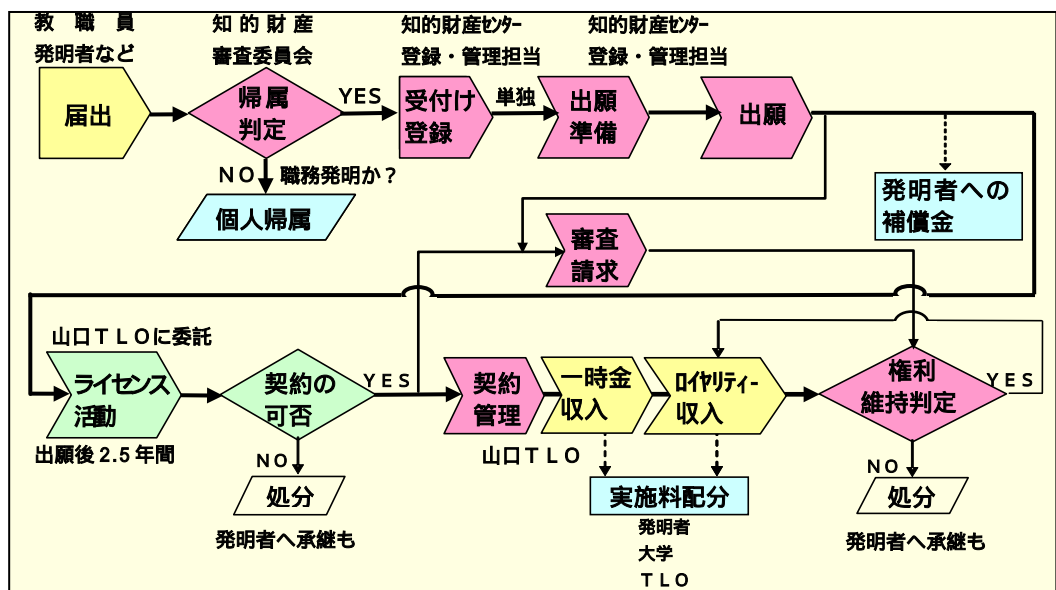 教 職 員
発明者など
知 的 財 産
審査委員会
知的財産センター
登録・管理担当
知的財産センター
登録・管理担当
届出
帰属
判定
ＹＥＳ
受付け
登録
単独
出願
準備
出願
ＮＯ
職務発明か？
個人帰属
発明者への
補償金
審査
請求
山口ＴＬＯに委託
ライセンス
活動
出願後２.５年間
契約の
可否
ＹＥＳ
契約
管理
山口ＴＬＯ
一時金
収入
ロイヤリティー
収入
権利
維持判定
ＹＥＳ
ＮＯ
処分
発明者へ承継も
実施料配分
発明者
大学
ＴＬＯ
ＮＯ
処分
発明者へ承継も